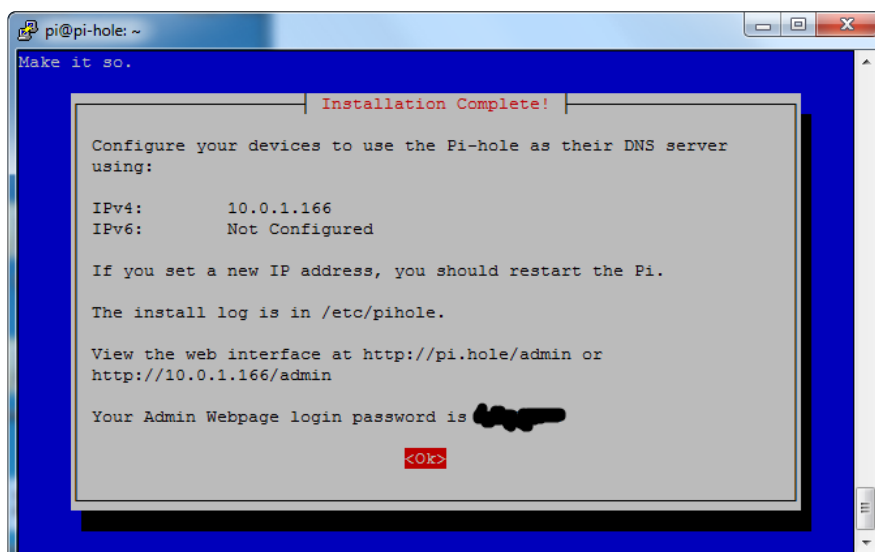 pi@pi-hole: ~
Make it so.
Installation Complete!
Configure your devices to use the Pi-hole as their DNS server
using:
IPv4: 10.0.1.166
IPv6: Not Configured
If you set a new IP address, you should restart the Pi.
The install log is in /etc/pihole.
View the web interface at http://pi.hole/admin or
http://10.0.1.166/admin
Your Admin Webpage login password is
<Ok>